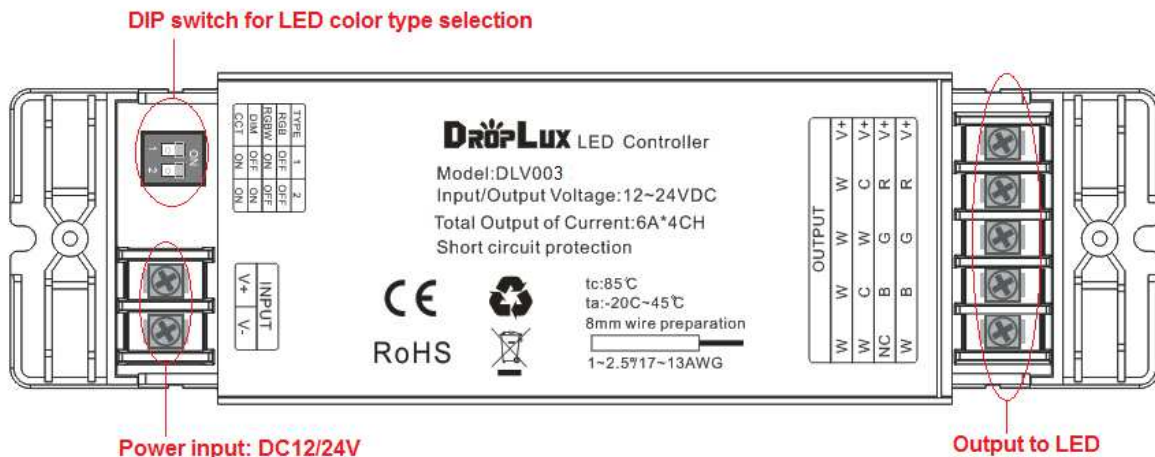 DIP switch for LED color type selection
ON
1
2
TYPE 1 2
RGB OFF OFF
RGBW ON OFF
DIM OFF ON
CCT ON ON
INPUT
V+ V-
DROPLUX LED Controller
Model:DLV003
Input/Output Voltage:12~24VDC
Total Output of Current:6A*4CH
Short circuit protection
CE
RoHS
tc:85℃
ta:-20C~45℃
8mm wire preparation
1~2.5㎡/17~13AWG
OUTPUT
V+ W W W W
V+ C W C W
V+ R G B NC
V+ R G B W
Power input: DC12/24V
Output to LED